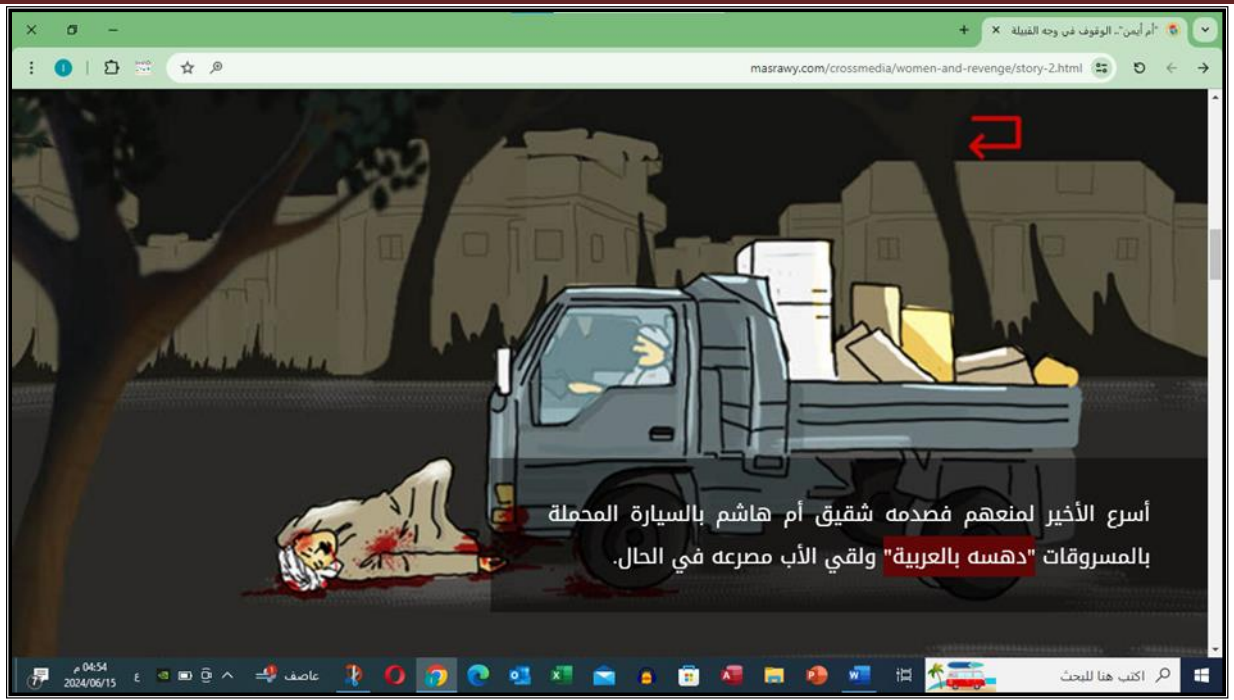 "أم أيمن".. الوقوف في وجه القبيلة
masrawy.com/crossmedia/women-and-revenge/story-2.html
أسرع الأخير لمنعهم فصدمه شقيق أم هاشم بالسيارة المحملة
بالمسروقات "دهسه بالعربية" ولقي الأب مصرعه في الحال.
اكتب هنا للبحث
عاصف
ع
04:54 م
2024/06/15